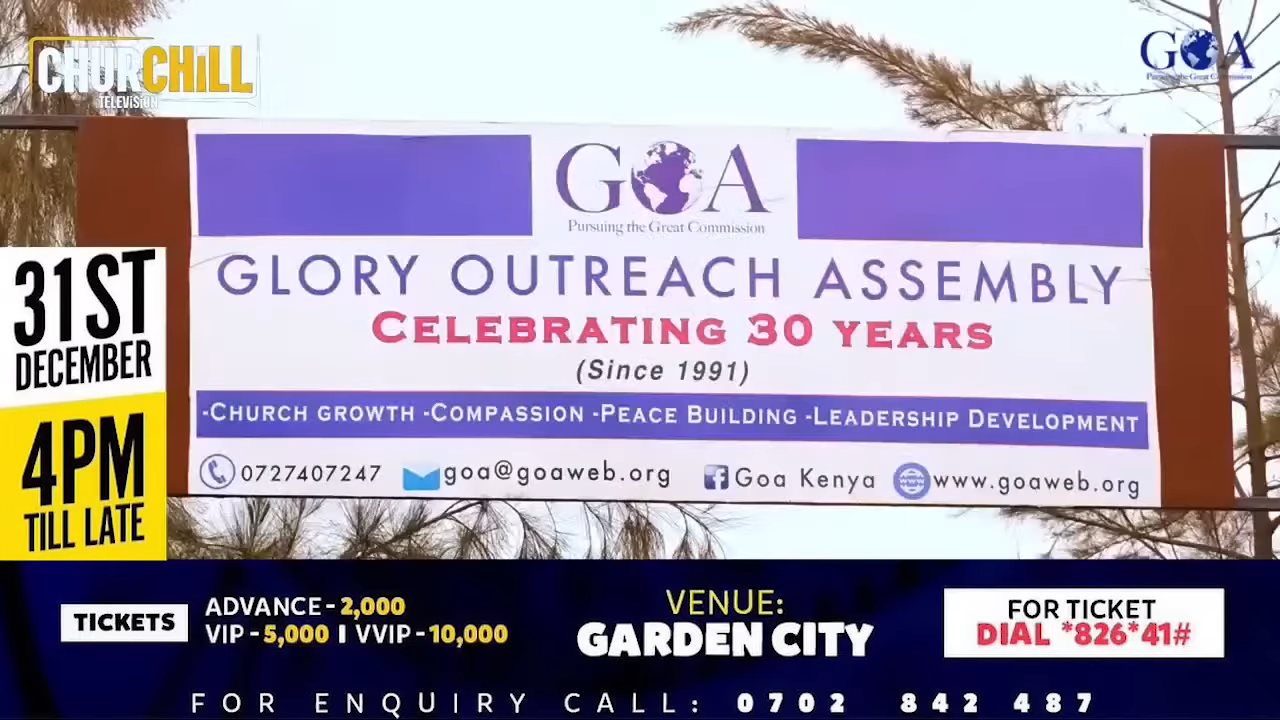 CHURCHILL
TELEVISION
GOA
Pursuing the Great Commission
GOA
Pursuing the Great Commission
GLORY OUTREACH ASSEMBLY
CELEBRATING 30 YEARS
(Since 1991)
-CHURCH GROWTH -COMPASSION -PEACE BUILDING -LEADERSHIP DEVELOPMENT
0727407247 goa@goaweb.org Goa Kenya www.goaweb.org
31ST
DECEMBER
4PM
TILL LATE
TICKETS
ADVANCE - 2,000
VIP - 5,000 I VVIP - 10,000
VENUE:
GARDEN CITY
FOR TICKET
DIAL *826*41#
FOR ENQUIRY CALL: 0702 842 487